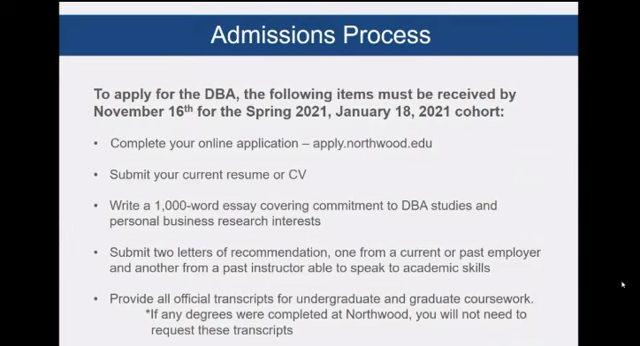 Admissions Process
To apply for the DBA, the following items must be received by
November 16th for the Spring 2021, January 18, 2021 cohort:
• Complete your online application – apply.northwood.edu
• Submit your current resume or CV
• Write a 1,000-word essay covering commitment to DBA studies and
personal business research interests
• Submit two letters of recommendation, one from a current or past employer
and another from a past instructor able to speak to academic skills
• Provide all official transcripts for undergraduate and graduate coursework.
*If any degrees were completed at Northwood, you will not need to
request these transcripts